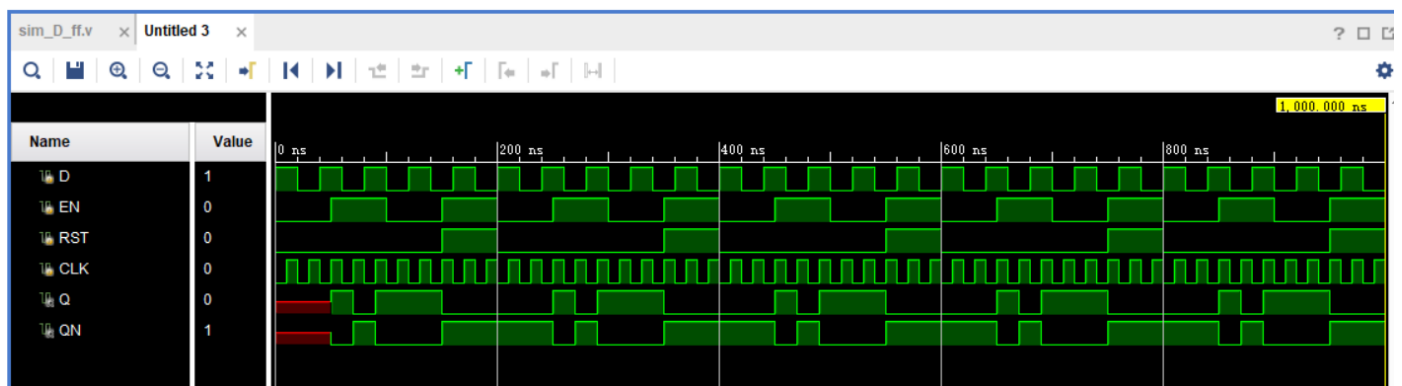 sim_D_ff.v × Untitled 3 ×
?
1,000.000 ns
Name Value
0 ns 200 ns 400 ns 600 ns 800 ns
D 1
EN 0
RST 0
CLK 0
Q 0
QN 1